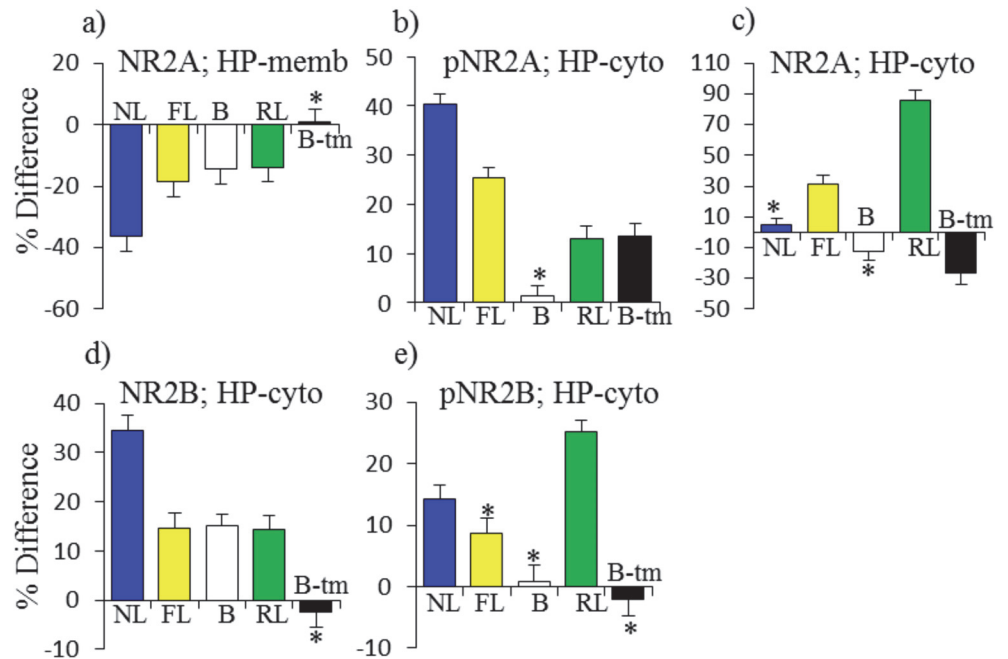 a)
NR2A; HP-memb
% Difference
20
0
-20
-40
-60
NL FL B RL B-tm
*
b)
pNR2A; HP-cyto
50
40
30
20
10
0
*
NL FL B RL B-tm
c)
NR2A; HP-cyto
110
90
70
50
30
10
-10
-30
-50
*
NL FL B RL B-tm
*
d)
NR2B; HP-cyto
% Difference
40
30
20
10
0
-10
NL FL B RL B-tm
*
e)
pNR2B; HP-cyto
30
20
10
0
-10
* *
NL FL B RL B-tm
*